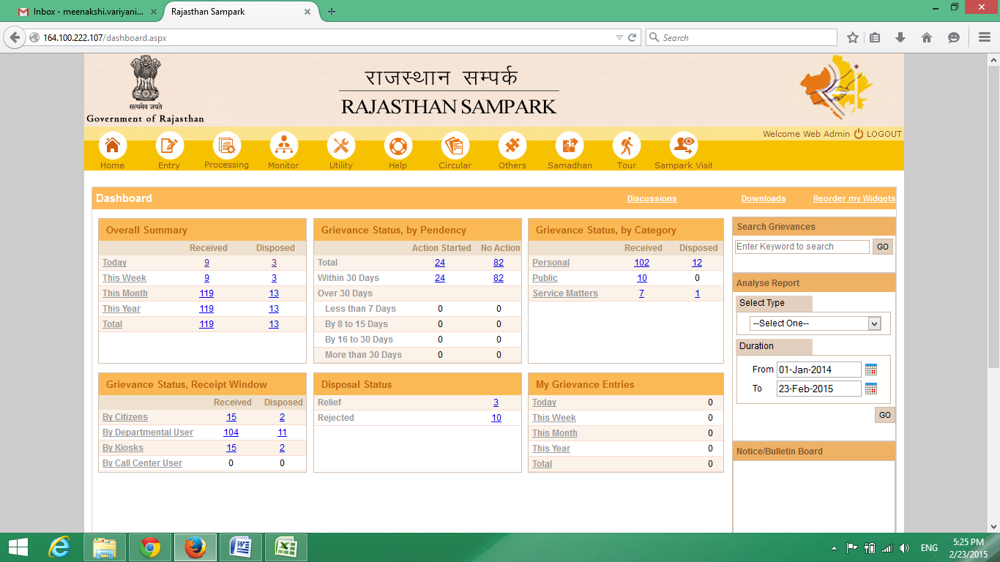 Inbox - meenakshi.variyani...
Rajasthan Sampark
164.100.222.107/dashboard.aspx
Search
सत्यमेव जयते
Government of Rajasthan
राजस्थान सम्पर्क
RAJASTHAN SAMPARK
Welcome Web Admin LOGOUT
Home Entry Processing Monitor Utility Help Circular Others Samadhan Tour Sampark Visit
Dashboard Discussions Downloads Reorder my Widgets
Overall Summary
Received Disposed
Today 9 3
This Week 9 3
This Month 119 13
This Year 119 13
Total 119 13
Grievance Status, by Pendency
Action Started No Action
Total 24 82
Within 30 Days 24 82
Over 30 Days
Less than 7 Days 0 0
By 8 to 15 Days 0 0
By 16 to 30 Days 0 0
More than 30 Days 0 0
Grievance Status, by Category
Received Disposed
Personal 102 12
Public 10 0
Service Matters 7 1
Search Grievances
Enter Keyword to search GO
Analyse Report
Select Type
--Select One--
Duration
From 01-Jan-2014
To 23-Feb-2015
GO
Notice/Bulletin Board
Grievance Status, Receipt Window
Received Disposed
By Citizens 15 2
By Departmental User 104 11
By Kiosks 15 2
By Call Center User 0 0
Disposal Status
Relief 3
Rejected 10
My Grievance Entries
Today 0
This Week 0
This Month 0
This Year 0
Total 0
ENG
5:25 PM
2/23/2015